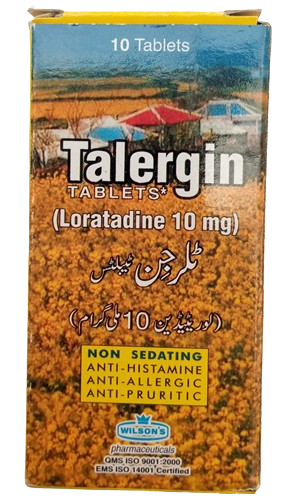 10 Tablets
Talergin
TABLETS*
(Loratadine 10 mg)
ٹلرجن ٹیبلٹس
(لوریٹیڈین 10 ملی گرام)
NON SEDATING
ANTI-HISTAMINE
ANTI-ALLERGIC
ANTI-PRURITIC
WILSON'S
pharmaceuticals
QMS ISO 9001:2000
EMS ISO 14001 Certified